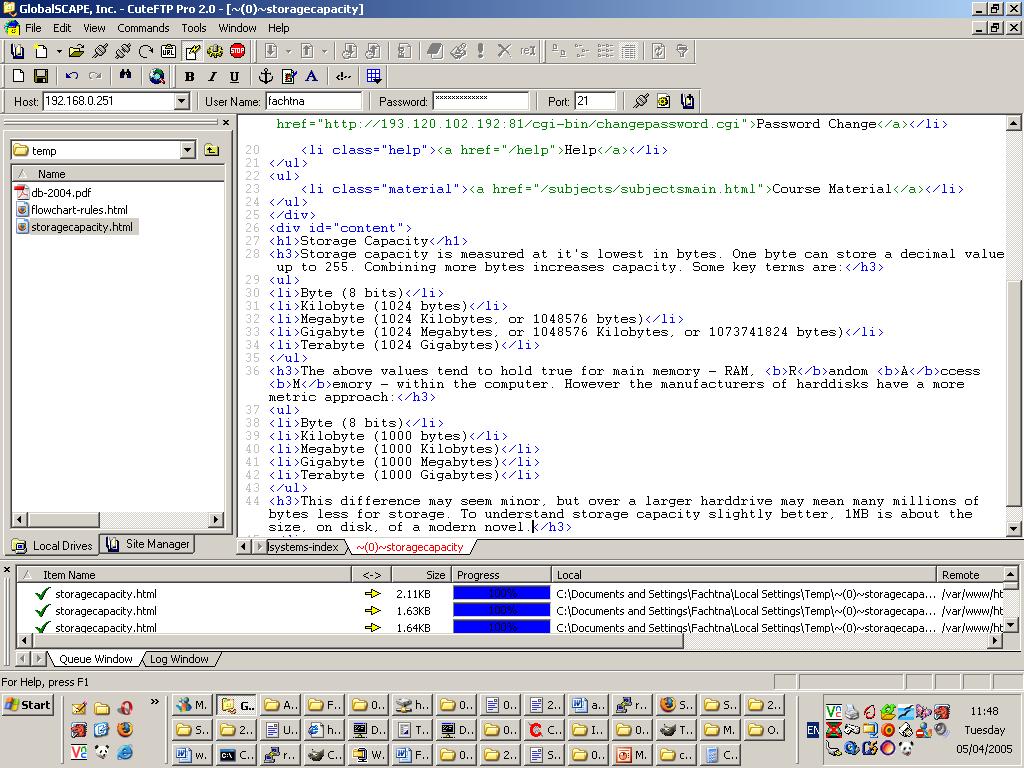 GlobalSCAPE, Inc. - CuteFTP Pro 2.0 - [~(0)~storagecapacity]
File Edit View Commands Tools Window Help
URL STOP
B I U A
Host: 192.168.0.251 User Name: fachtna Password: ************* Port: 21
temp
Name
db-2004.pdf
flowchart-rules.html
storagecapacity.html
Local Drives Site Manager
href="http://193.120.102.192:81/cgi-bin/changepassword.cgi">Password Change</a></li>
20 <li class="help"><a href="/help">Help</a></li>
21 </ul>
22 <ul>
23 <li class="material"><a href="/subjects/subjectsmain.html">Course Material</a></li>
24 </ul>
25 </div>
26 <div id="content">
27 <h1>Storage Capacity</h1>
28 <h3>Storage capacity is measured at it's lowest in bytes. One byte can store a decimal value
up to 255. Combining more bytes increases capacity. Some key terms are:</h3>
29 <ul>
30 <li>Byte (8 bits)</li>
31 <li>Kilobyte (1024 bytes)</li>
32 <li>Megabyte (1024 Kilobytes, or 1048576 bytes)</li>
33 <li>Gigabyte (1024 Megabytes, or 1048576 Kilobytes, or 1073741824 bytes)</li>
34 <li>Terabyte (1024 Gigabytes)</li>
35 </ul>
36 <h3>The above values tend to hold true for main memory - RAM, <b>R</b>andom <b>A</b>ccess
<b>M</b>emory - within the computer. However the manufacturers of harddisks have a more
metric approach:</h3>
37 <ul>
38 <li>Byte (8 bits)</li>
39 <li>Kilobyte (1000 bytes)</li>
40 <li>Megabyte (1000 Kilobytes)</li>
41 <li>Gigabyte (1000 Megabytes)</li>
42 <li>Terabyte (1000 Gigabytes)</li>
43 </ul>
44 <h3>This difference may seem minor, but over a larger harddrive may mean many millions of
bytes less for storage. To understand storage capacity slightly better, 1MB is about the
size, on disk, of a modern novel.</h3>
lsystems-index ~(0)~storagecapacity
Item Name <-> Size Progress Local Remote
storagecapacity.html 2.11KB 100% C:\Documents and Settings\Fachtna\Local Settings\Temp\~(0)~storagecapa... /var/www/ht
storagecapacity.html 1.63KB 100% C:\Documents and Settings\Fachtna\Local Settings\Temp\~(0)~storagecapa... /var/www/ht
storagecapacity.html 1.64KB 100% C:\Documents and Settings\Fachtna\Local Settings\Temp\~(0)~storagecapa... /var/www/ht
Queue Window Log Window
For Help, press F1
Start » M. G.. A.. F.. 0.. h.. 0.. 0.. 2.. a.. r.. S.. S.. 2.. 11:48
S.. 2.. U.. h.. D.. T.. D.. C.. I.. 0.. T.. M. O. EN Tuesday
w.. C.. r.. C.. W.. F.. 0.. 2.. S.. 0.. M. c.. C.. 05/04/2005